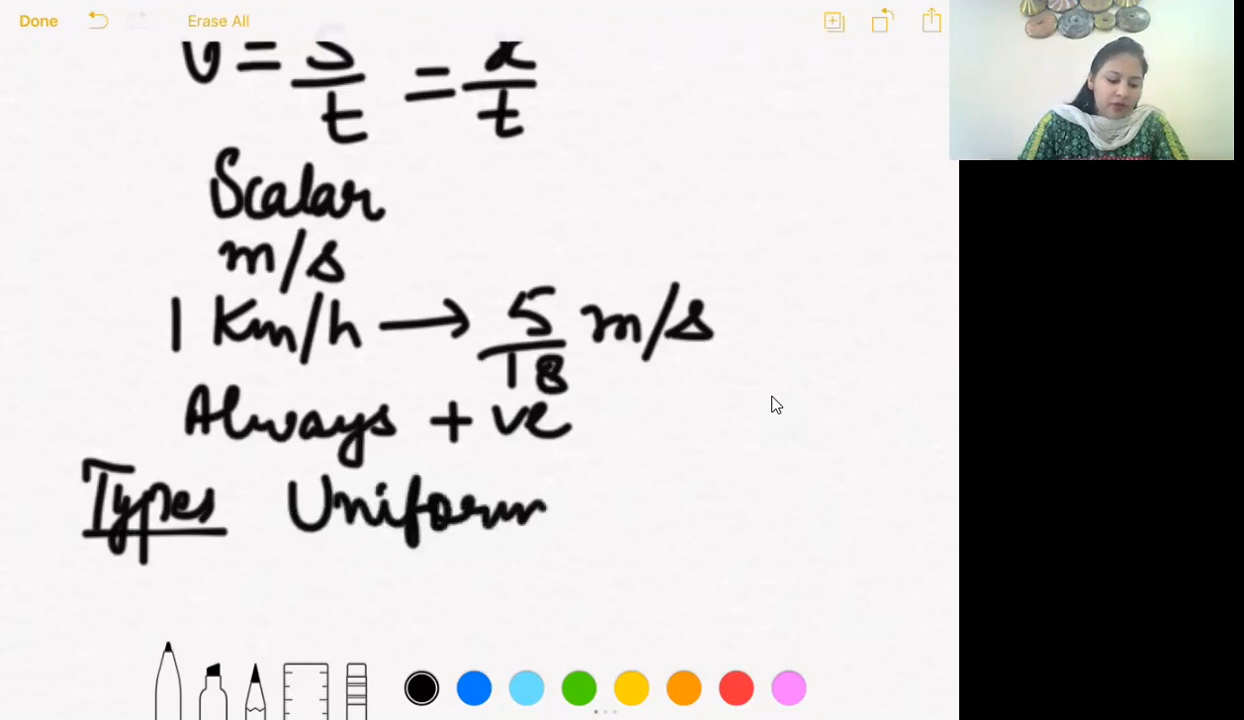 Done Erase All
v = s/t = x/t
Scalar
m/s
1 Km/h → 5/18 m/s
Always + ve
Types Uniform